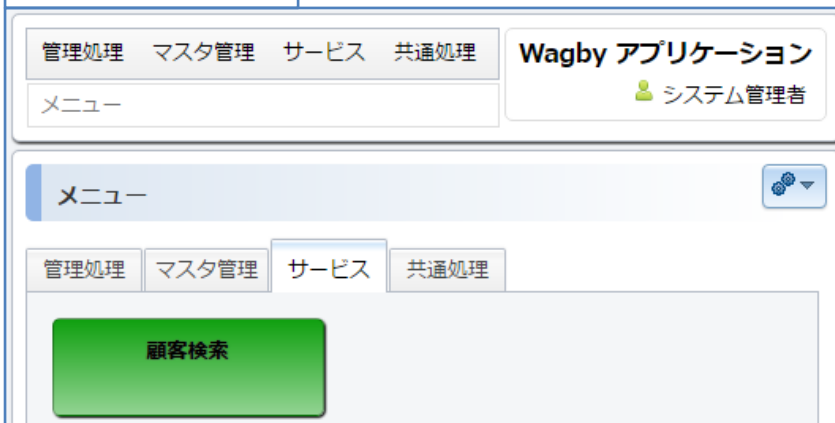 管理処理 マスタ管理 サービス 共通処理
Wagby アプリケーション
システム管理者
メニュー
メニュー
管理処理 マスタ管理 サービス 共通処理
顧客検索